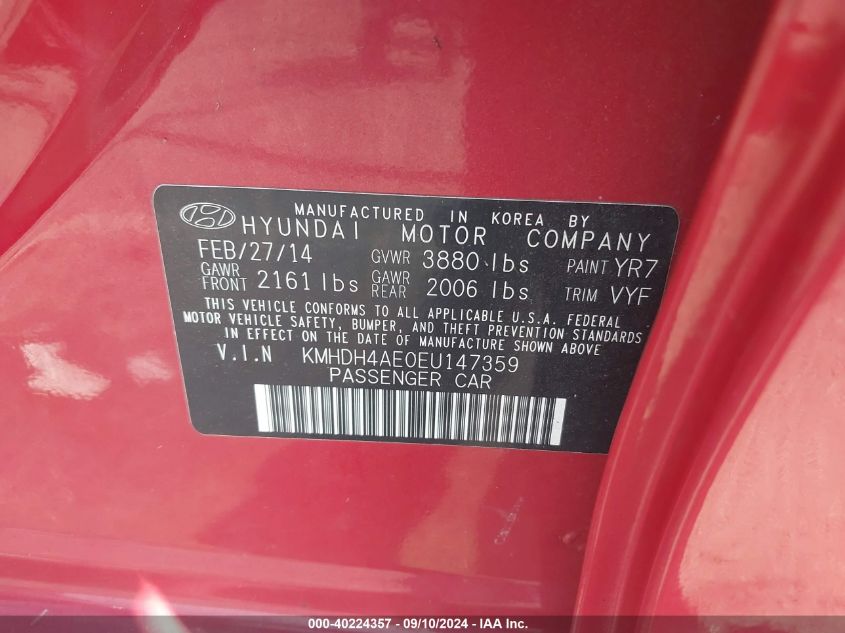 MANUFACTURED IN KOREA BY
HYUNDAI MOTOR COMPANY
FEB/27/14 GVWR 3880 lbs PAINT YR7
GAWR FRONT 2161 lbs GAWR REAR 2006 lbs TRIM VYF
THIS VEHICLE CONFORMS TO ALL APPLICABLE U.S.A. FEDERAL
MOTOR VEHICLE SAFETY, BUMPER, AND THEFT PREVENTION STANDARDS
IN EFFECT ON THE DATE OF MANUFACTURE SHOWN ABOVE
V.I.N KMHDH4AE0EU147359
PASSENGER CAR
000-40224357 - 09/10/2024 - IAAI.COM INC.